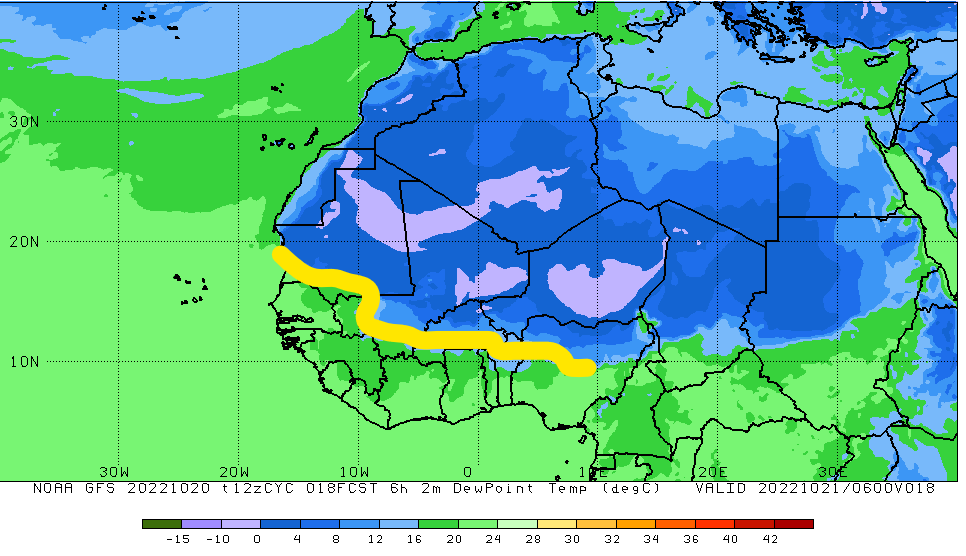 30N
20N
10N
30W 20W 10W 0 10E 20E 30E
NOAA GFS 20221020 t12zCYC 018FCST 6h 2m DewPoint Temp (degC) VALID 20221021/0600V018
-15 -10 0 4 8 12 16 20 24 28 30 32 34 36 40 42